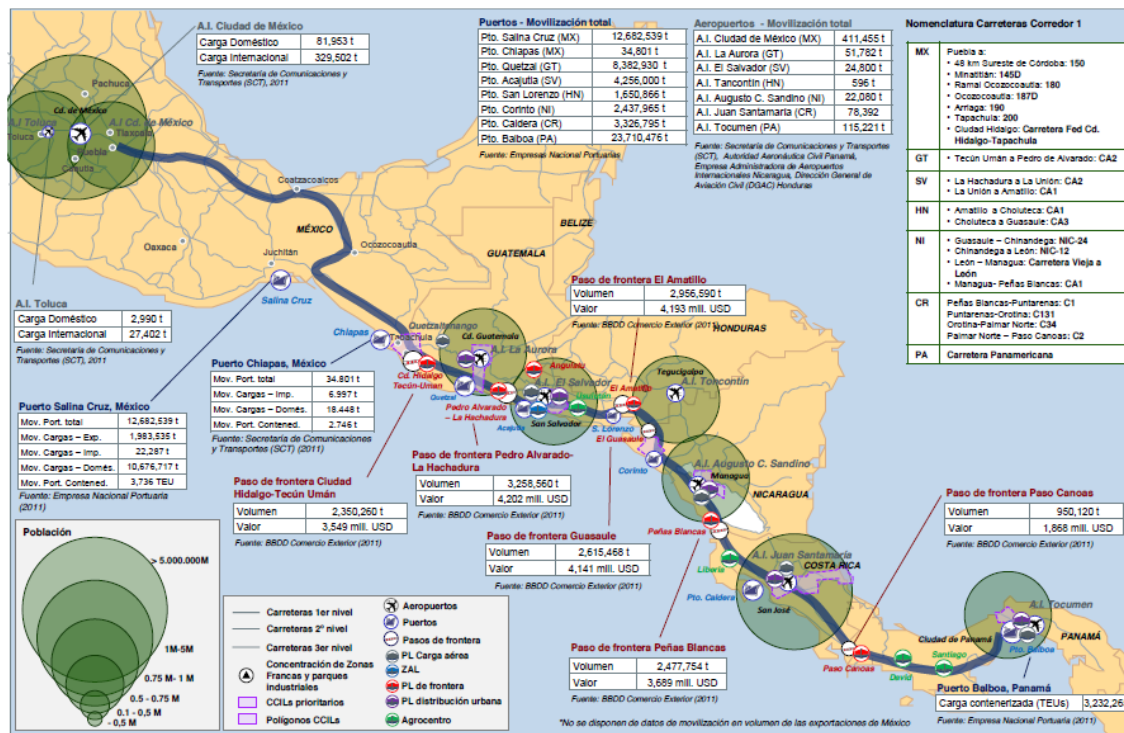 A.I. Ciudad de México
Carga Doméstico 81,953 t
Carga Internacional 329,502 t
Fuente: Secretaría de Comunicaciones y
Transportes (SCT), 2011
Puertos - Movilización total
Pto. Salina Cruz (MX) 12,682,539 t
Pto. Chiapas (MX) 34,801 t
Pto. Quetzal (GT) 8,382,930 t
Pto. Acajutla (SV) 4,256,000 t
Pto. San Lorenzo (HN) 1,650,866 t
Pto. Corinto (NI) 2,437,965 t
Pto. Caldera (CR) 3,326,795 t
Pto. Balboa (PA) 23,710,476 t
Fuente: Empresas Nacional Portuarias
Aeropuertos - Movilización total
A.I. Ciudad de México (MX) 411,455 t
A.I. La Aurora (GT) 51,782 t
A.I. El Salvador (SV) 24,800 t
A.I. Tancontín (HN) 596 t
A.I. Augusto C. Sandino (NI) 22,080 t
A.I. Juan Santamaría (CR) 78,392
A.I. Tocumen (PA) 115,221 t
Fuente: Secretaría de Comunicaciones y Transportes
(SCT), Autoridad Aeronáutica Civil Panamá,
Empresa Administradora de Aeropuertos
Internacionales Nicaragua, Dirección General de
Aviación Civil (DGAC) Honduras
Nomenclatura Carreteras Corredor 1
MX Puebla a:
• 48 km Sureste de Córdoba: 150
• Minatitlán: 145D
• Ramal Ocozocoautla: 180
• Ocozocoautla: 187D
• Arriaga: 190
• Tapachula: 200
• Ciudad Hidalgo: Carretera Fed Cd.
Hidalgo-Tapachula
GT • Tecún Umán a Pedro de Alvarado: CA2
SV • La Hachadura a La Unión: CA2
• La Unión a Amatillo: CA1
HN • Amatillo a Choluteca: CA1
• Choluteca a Guasaule: CA3
NI • Guasaule – Chinandega: NIC-24
• Chinandega a León: NIC-12
• León – Managua: Carretera Vieja a
León
• Managua- Peñas Blancas: CA1
CR Peñas Blancas-Puntarenas: C1
Puntarenas-Orotina: C131
Orotina-Palmar Norte: C34
Palmar Norte – Paso Canoas: C2
PA Carretera Panamericana
Pachuca
Cd. de México
A.I Toluca
A.I Cd. de México
Toluca
Tlaxpala
Puebla
Coatzacoalcos
MÉXICO
Oaxaca
Juchitán
Ocozocoautla
BELIZE
GUATEMALA
HONDURAS
Salina Cruz
Chiapas
Tapachula
Quetzaltenango
Cd. Guatemala
A.I. La Aurora
Cd. Hidalgo
Tecún-Uman
Quetzal
Anguiatu
Pedro Alvarado
– La Hachadura
A.I. El Salvador
Acajutla
San Salvador
El Amatillo
S. Lorenzo
El Guasaule
Tegucigalpa
A.I. Toncontín
Corinto
A.I. Augusto C. Sandino
Managua
NICARAGUA
Peñas Blancas
Liberia
A.I. Juan Santamaría
COSTA RICA
Pto. Caldera
San José
Paso Canoas
David
Santiago
Ciudad de Panamá
A.I. Tocumen
PANAMÁ
Pto. Balboa
A.I. Toluca
Carga Doméstico 2,990 t
Carga Internacional 27,402 t
Fuente: Secretaría de Comunicaciones y
Transportes (SCT), 2011
Puerto Salina Cruz, México
Mov. Port. total 12,682,539 t
Mov. Cargas – Exp. 1,983,535 t
Mov. Cargas – Imp. 22,287 t
Mov. Cargas – Domés. 10,676,717 t
Mov. Port. Contened. 3,736 TEU
Fuente: Empresa Nacional Portuaria
(2011)
Puerto Chiapas, México
Mov. Port. total 34.801 t
Mov. Cargas – Imp. 6.997 t
Mov. Cargas – Domés. 18.448 t
Mov. Port. Contened. 2.746 t
Fuente: Secretaría de Comunicaciones
y Transportes (SCT) (2011)
Paso de frontera Ciudad
Hidalgo-Tecún Umán
Volumen 2,350,260 t
Valor 3,549 mill. USD
Fuente: BBDD Comercio Exterior (2011)
Paso de frontera Pedro Alvarado-
La Hachadura
Volumen 3,258,560 t
Valor 4,202 mill. USD
Fuente: BBDD Comercio Exterior (2011)
Paso de frontera El Amatillo
Volumen 2,956,590 t
Valor 4,193 mill. USD
Fuente: BBDD Comercio Exterior (2011)
Paso de frontera Guasaule
Volumen 2,615,468 t
Valor 4,141 mill. USD
Fuente: BBDD Comercio Exterior (2011)
Paso de frontera Peñas Blancas
Volumen 2,477,754 t
Valor 3,689 mill. USD
Fuente: BBDD Comercio Exterior (2011)
Paso de frontera Paso Canoas
Volumen 950,120 t
Valor 1,868 mill. USD
Fuente: BBDD Comercio Exterior (2011)
Puerto Balboa, Panamá
Carga contenerizada (TEUs) 3,232,26
Fuente: Empresa Nacional Portuaria (2011)
*No se disponen de datos de movilización en volumen de las exportaciones de México
Población
> 5.000.000M
1M-5M
0.75 M- 1 M
0.5 - 0.75 M
0.1 - 0,5 M
- 0,5 M
Carreteras 1er nivel
Carreteras 2º nivel
Carreteras 3er nivel
Concentración de Zonas
Francas y parques
industriales
CCILs prioritarios
Polígonos CCILs
Aeropuertos
Puertos
Pasos de frontera
PL Carga aérea
ZAL
PL de frontera
PL distribución urbana
Agrocentro